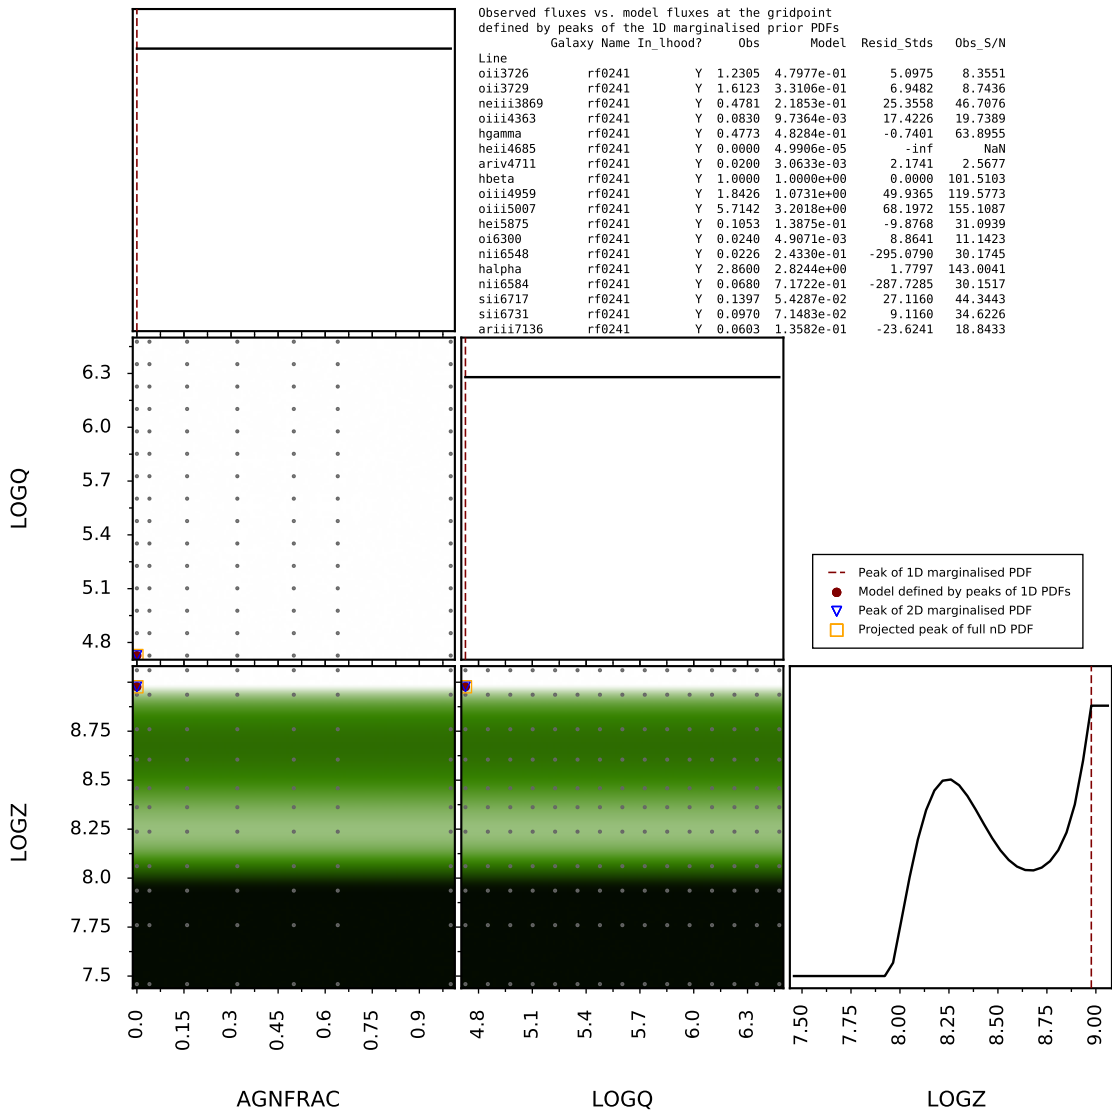 Observed fluxes vs. model fluxes at the gridpoint
defined by peaks of the 1D marginalised prior PDFs
Galaxy Name In_lhood? Obs Model Resid_Stds Obs_S/N
Line
oii3726 rf0241 Y 1.2305 4.7977e-01 5.0975 8.3551
oii3729 rf0241 Y 1.6123 3.3106e-01 6.9482 8.7436
neiii3869 rf0241 Y 0.4781 2.1853e-01 25.3558 46.7076
oiii4363 rf0241 Y 0.0830 9.7364e-03 17.4226 19.7389
hgamma rf0241 Y 0.4773 4.8284e-01 -0.7401 63.8955
heii4685 rf0241 Y 0.0000 4.9906e-05 -inf NaN
ariv4711 rf0241 Y 0.0200 3.0633e-03 2.1741 2.5677
hbeta rf0241 Y 1.0000 1.0000e+00 0.0000 101.5103
oiii4959 rf0241 Y 1.8426 1.0731e+00 49.9365 119.5773
oiii5007 rf0241 Y 5.7142 3.2018e+00 68.1972 155.1087
hei5875 rf0241 Y 0.1053 1.3875e-01 -9.8768 31.0939
oi6300 rf0241 Y 0.0240 4.9071e-03 8.8641 11.1423
nii6548 rf0241 Y 0.0226 2.4330e-01 -295.0790 30.1745
halpha rf0241 Y 2.8600 2.8244e+00 1.7797 143.0041
nii6584 rf0241 Y 0.0680 7.1722e-01 -287.7285 30.1517
sii6717 rf0241 Y 0.1397 5.4287e-02 27.1160 44.3443
sii6731 rf0241 Y 0.0970 7.1483e-02 9.1160 34.6226
ariii7136 rf0241 Y 0.0603 1.3582e-01 -23.6241 18.8433
6.3
6.0
5.7
5.4
5.1
4.8
LOGQ
Peak of 1D marginalised PDF
Model defined by peaks of 1D PDFs
Peak of 2D marginalised PDF
Projected peak of full nD PDF
8.75
8.5
8.25
8.0
7.75
7.5
LOGZ
0.0 0.15 0.3 0.45 0.6 0.75 0.9
4.8 5.1 5.4 5.7 6.0 6.3
7.50 7.75 8.00 8.25 8.50 8.75 9.00
AGNFRAC LOGQ LOGZ